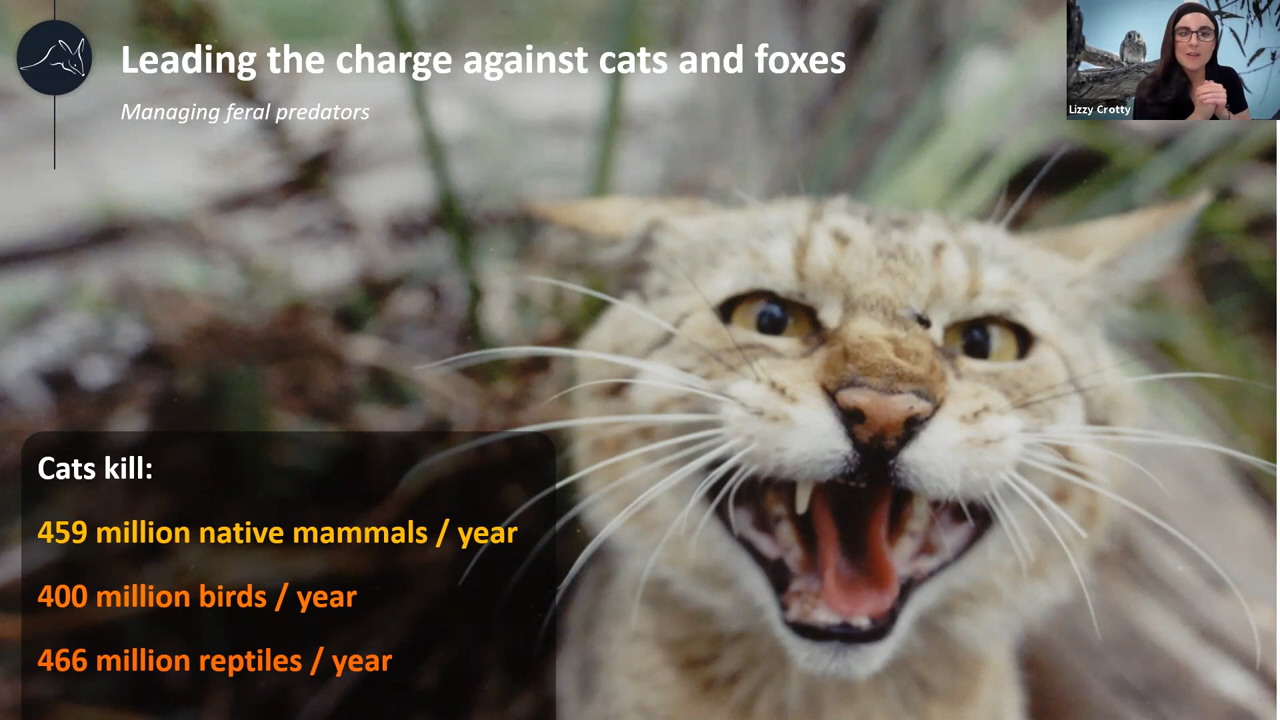 Leading the charge against cats and foxes
Managing feral predators
Lizzy Crotty
Cats kill:
459 million native mammals / year
400 million birds / year
466 million reptiles / year